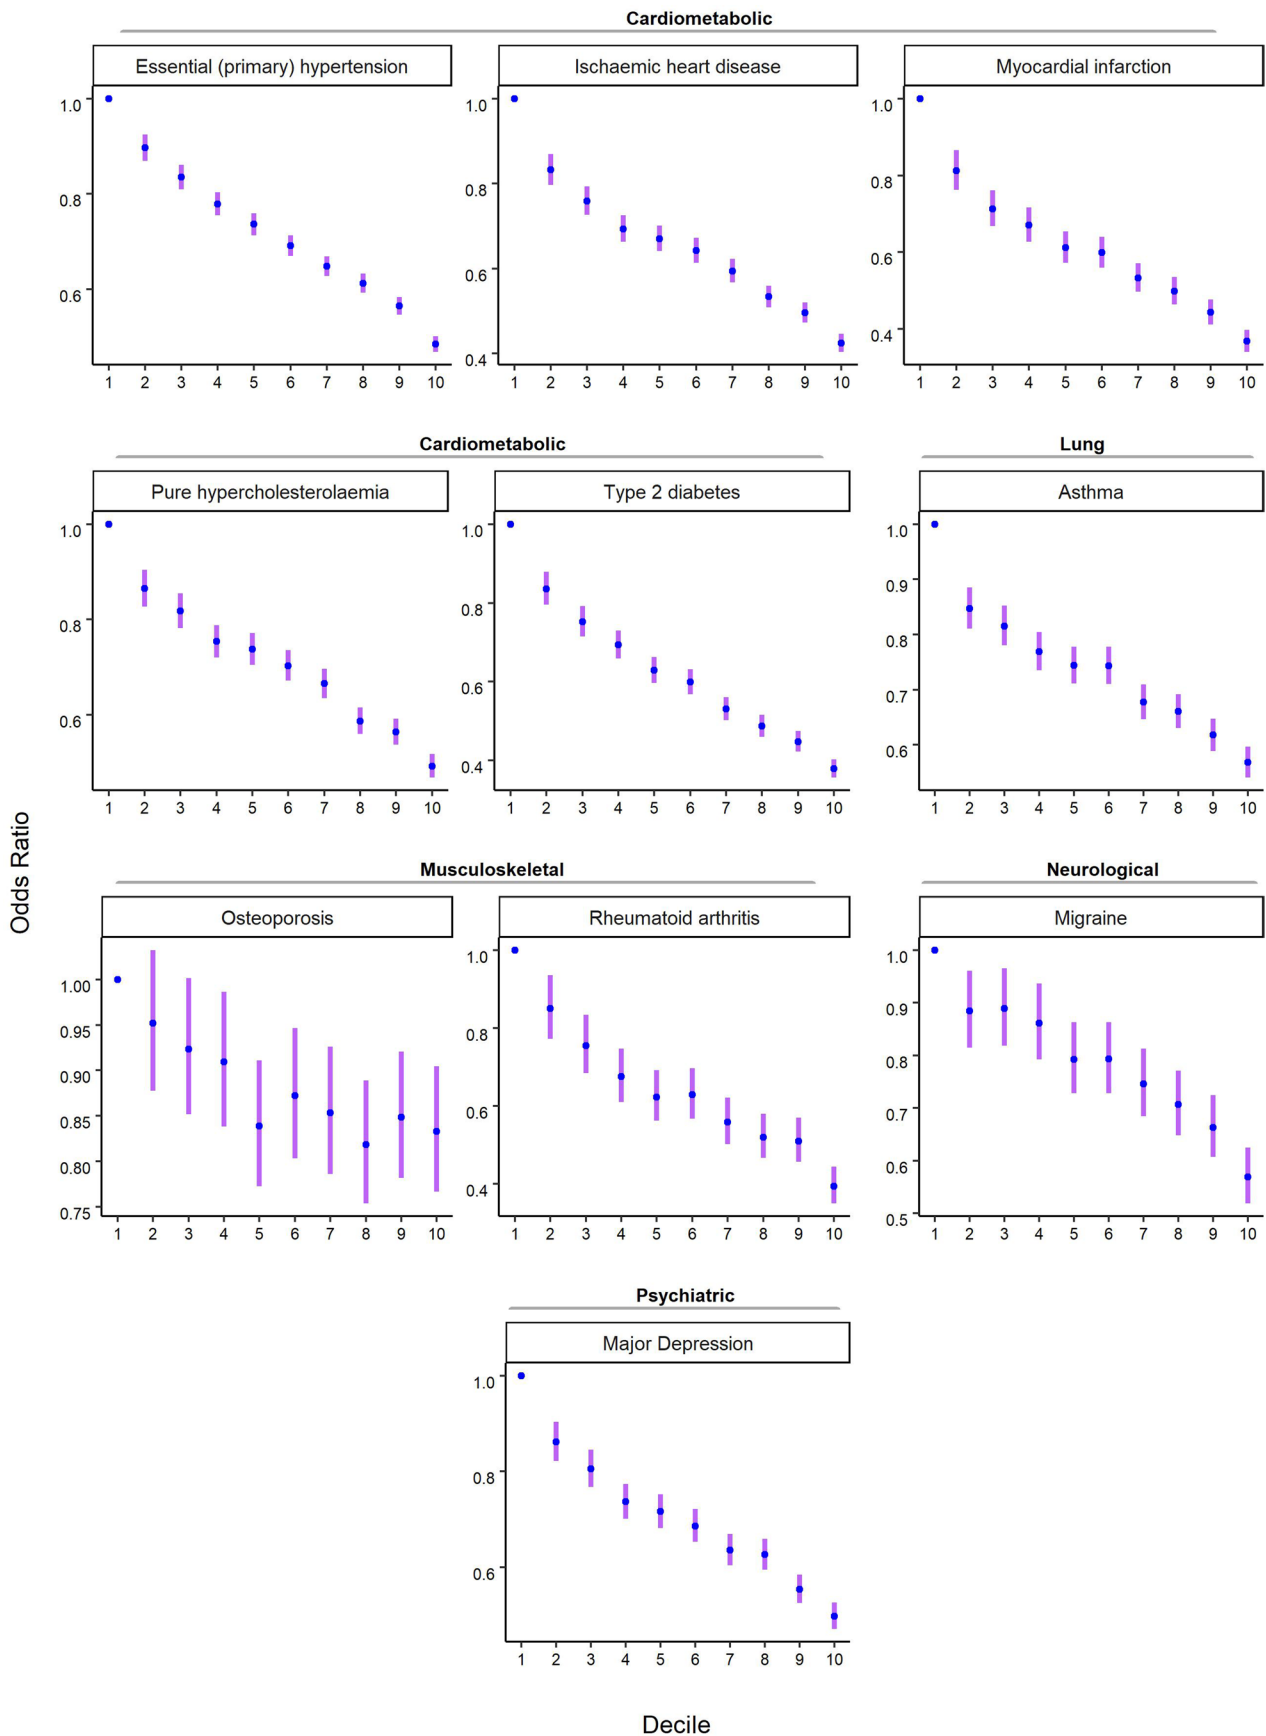 Cardiometabolic
Essential (primary) hypertension
Ischaemic heart disease
Myocardial infarction
1.0
0.8
0.6
1 2 3 4 5 6 7 8 9 10
1.0
0.8
0.6
0.4
1 2 3 4 5 6 7 8 9 10
1.0
0.8
0.6
0.4
1 2 3 4 5 6 7 8 9 10
Cardiometabolic
Lung
Pure hypercholesterolaemia
Type 2 diabetes
Asthma
1.0
0.8
0.6
1 2 3 4 5 6 7 8 9 10
1.0
0.8
0.6
0.4
1 2 3 4 5 6 7 8 9 10
1.0
0.9
0.8
0.7
0.6
1 2 3 4 5 6 7 8 9 10
Odds Ratio
Musculoskeletal
Neurological
Osteoporosis
Rheumatoid arthritis
Migraine
1.00
0.95
0.90
0.85
0.80
0.75
1 2 3 4 5 6 7 8 9 10
1.0
0.8
0.6
0.4
1 2 3 4 5 6 7 8 9 10
1.0
0.9
0.8
0.7
0.6
0.5
1 2 3 4 5 6 7 8 9 10
Psychiatric
Major Depression
1.0
0.8
0.6
1 2 3 4 5 6 7 8 9 10
Decile